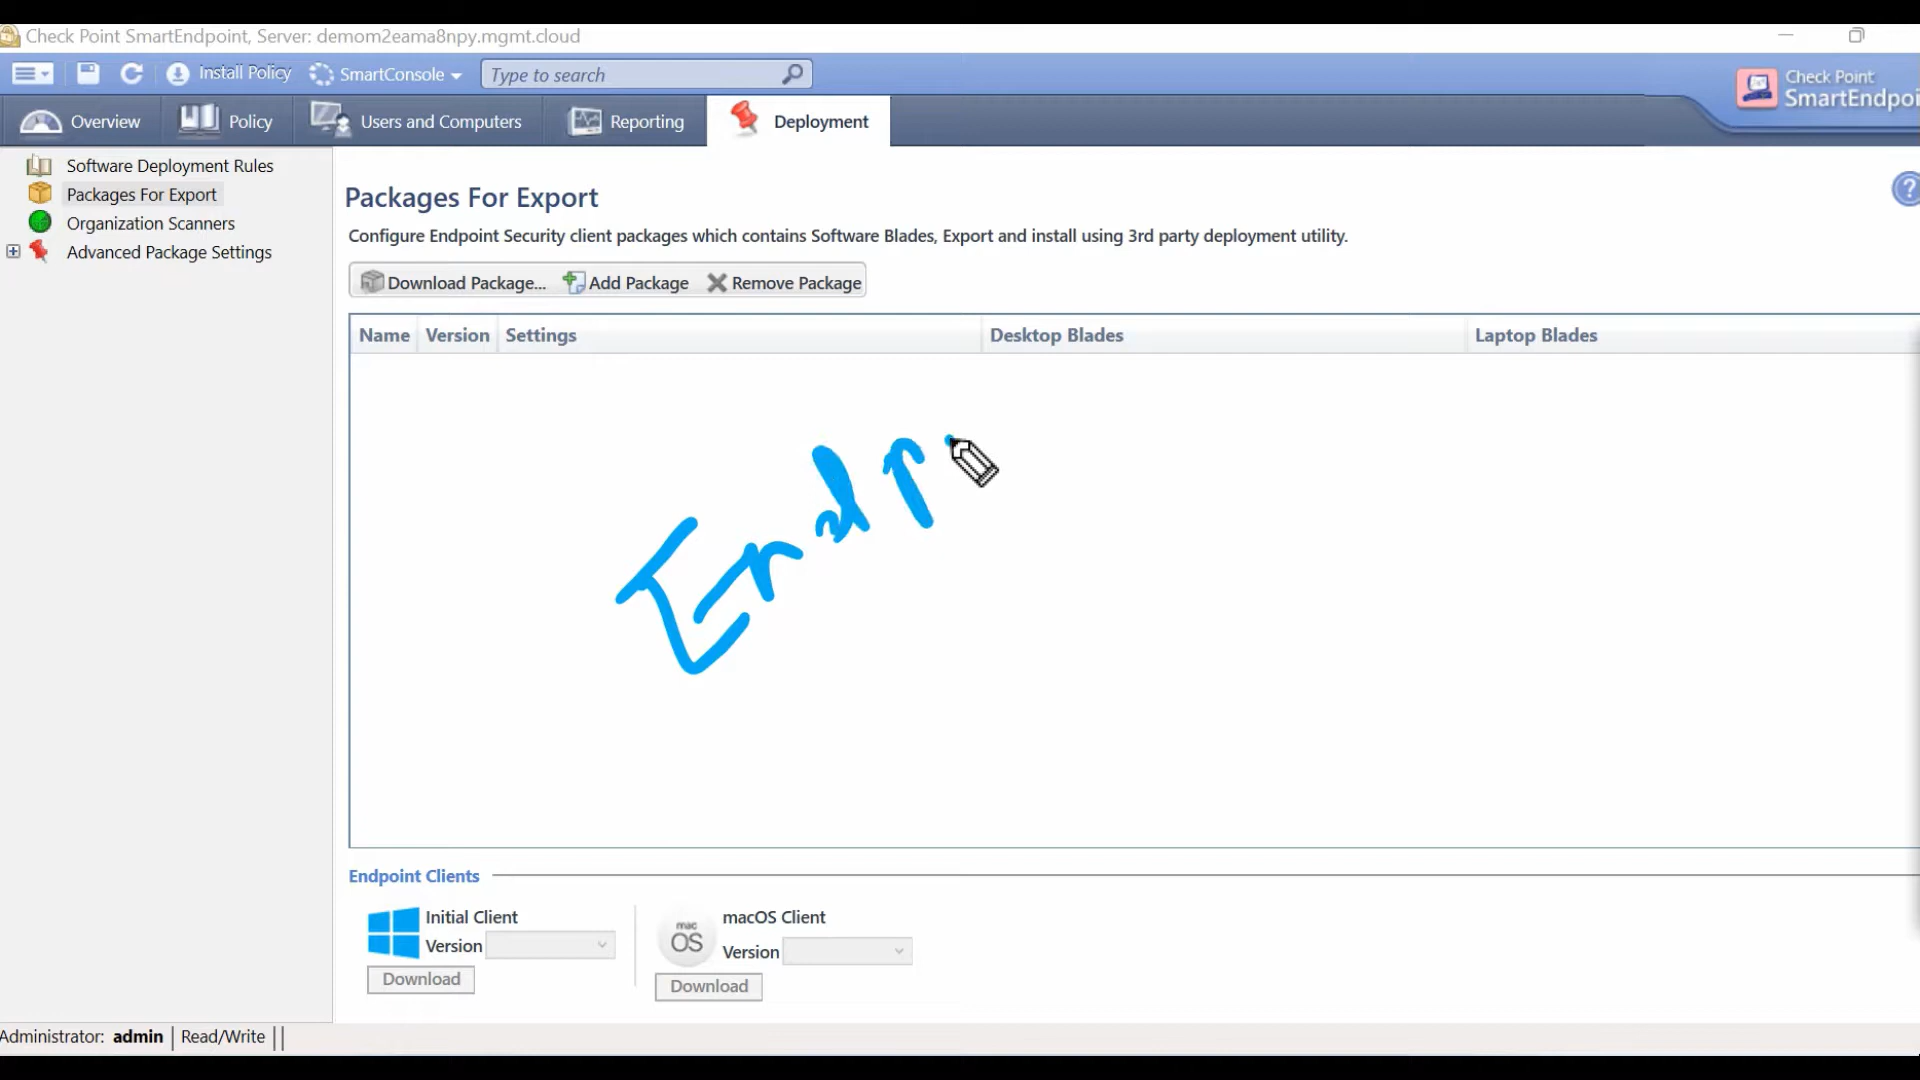 Check Point SmartEndpoint, Server: demom2eama8npy.mgmt.cloud
Install Policy SmartConsole Type to search
Check Point
SmartEndpoi
Overview Policy Users and Computers Reporting Deployment
Software Deployment Rules
Packages For Export
Organization Scanners
Advanced Package Settings
Packages For Export
?
Configure Endpoint Security client packages which contains Software Blades, Export and install using 3rd party deployment utility.
Download Package... Add Package Remove Package
Name Version Settings Desktop Blades Laptop Blades
Endp
Endpoint Clients
Initial Client
Version
Download
mac
OS
macOS Client
Version
Download
Administrator: admin Read/Write